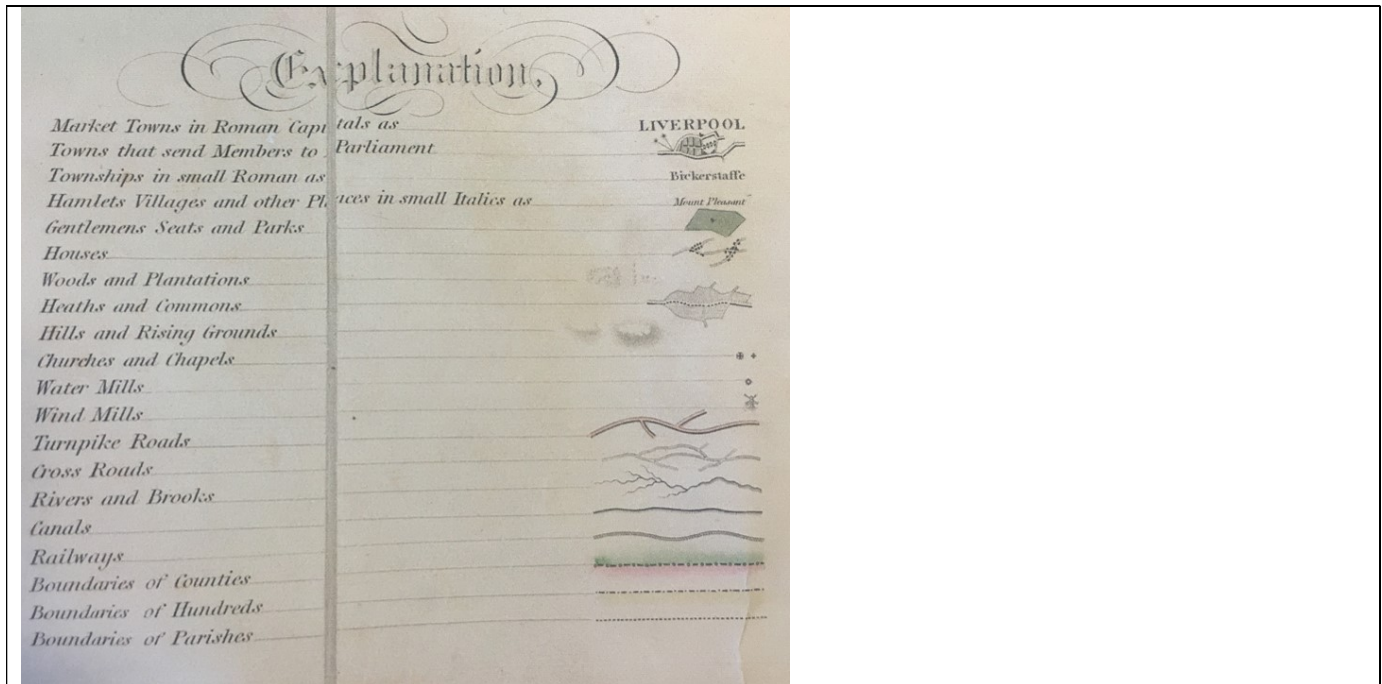 Explanation.
Market Towns in Roman Capitals as LIVERPOOL
Towns that send Members to Parliament
Townships in small Roman as Bickerstaffe
Hamlets Villages and other Places in small Italics as Mount Pleasant
Gentlemens Seats and Parks
Houses
Woods and Plantations
Heaths and Commons
Hills and Rising Grounds
Churches and Chapels
Water Mills
Wind Mills
Turnpike Roads
Cross Roads
Rivers and Brooks
Canals
Railways
Boundaries of Counties
Boundaries of Hundreds
Boundaries of Parishes